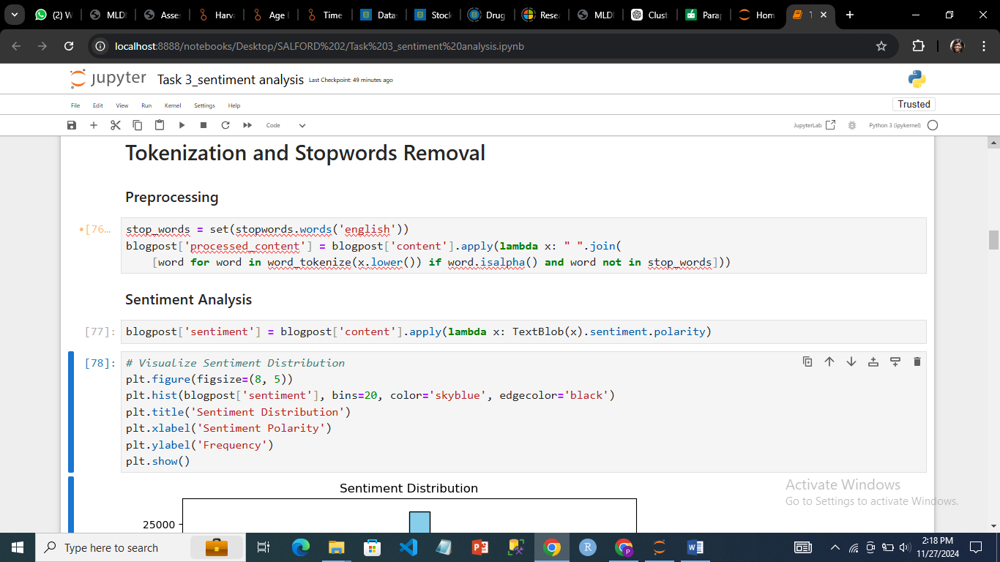 (2) W
MLDI
Asses
Harva
Age I
Time
Datas
Stock
Drug
Resea
MLDI
Clust
Parap
Hom
T
localhost:8888/notebooks/Desktop/SALFORD%202/Task%203_sentiment%20analysis.ipynb
jupyter Task 3_sentiment analysis Last Checkpoint: 49 minutes ago
File Edit View Run Kernel Settings Help
Trusted
Code
JupyterLab
Python 3 (ipykernel)
Tokenization and Stopwords Removal
Preprocessing
•[76…
stop_words = set(stopwords.words('english'))
blogpost['processed_content'] = blogpost['content'].apply(lambda x: " ".join(
[word for word in word_tokenize(x.lower()) if word.isalpha() and word not in stop_words]))
Sentiment Analysis
[77]: blogpost['sentiment'] = blogpost['content'].apply(lambda x: TextBlob(x).sentiment.polarity)
[78]: # Visualize Sentiment Distribution
plt.figure(figsize=(8, 5))
plt.hist(blogpost['sentiment'], bins=20, color='skyblue', edgecolor='black')
plt.title('Sentiment Distribution')
plt.xlabel('Sentiment Polarity')
plt.ylabel('Frequency')
plt.show()
Sentiment Distribution
25000
Activate Windows
Go to Settings to activate Windows.
Type here to search
2:18 PM
11/27/2024